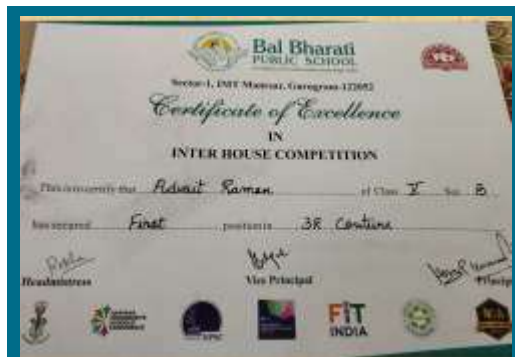 Bal Bharati
PUBLIC SCHOOL
Sector-1, IMT Manesar, Gurugram-122052
Certificate of Excellence
IN
INTER HOUSE COMPETITION
This is to certify that Advait Raman of Class V Sec B
has secured First position in 3R
Headmistress
Vice Principal
Principal
FIT
INDIA